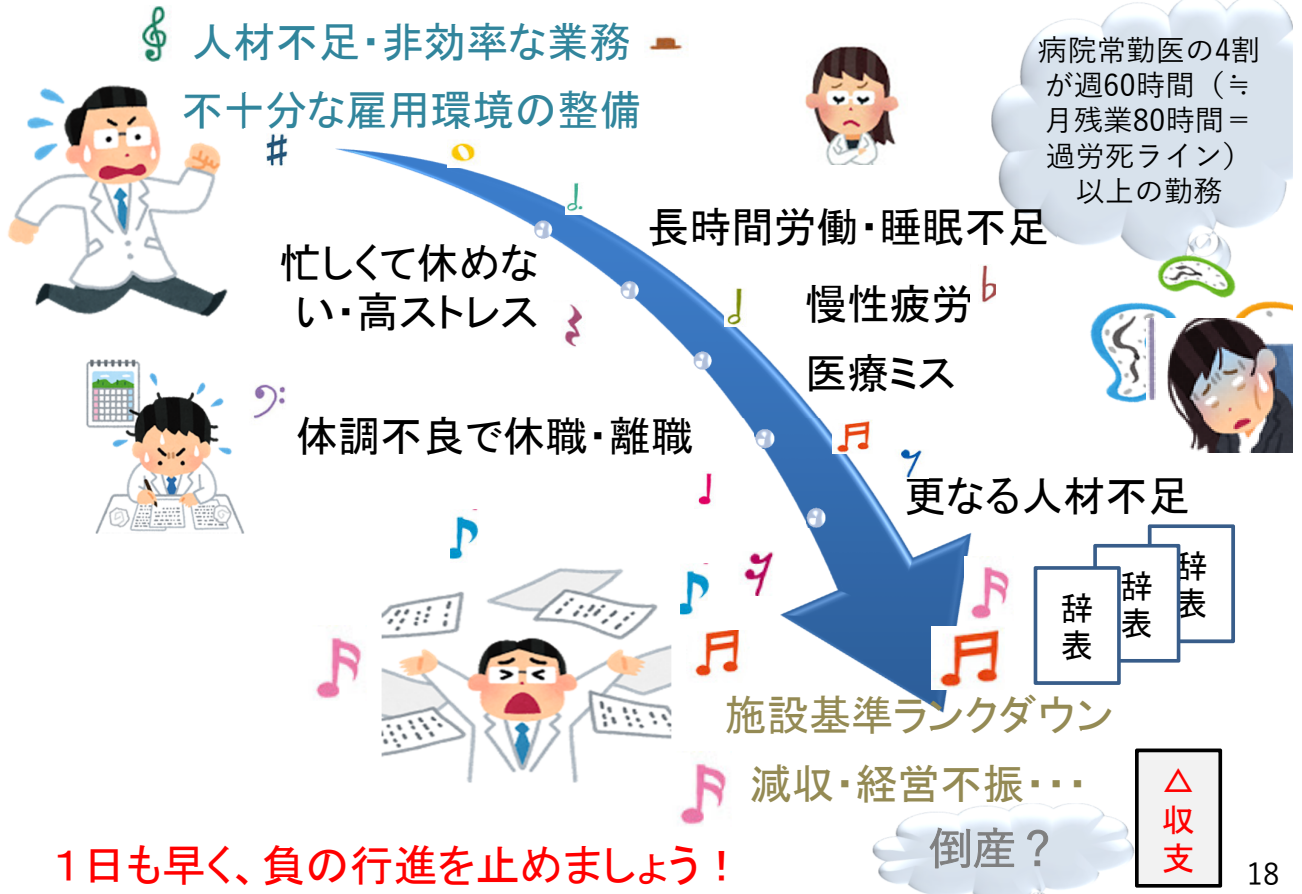 人材不足・非効率な業務
不十分な雇用環境の整備
病院常勤医の4割
が週60時間（≒
月残業80時間＝
過労死ライン）
以上の勤務
長時間労働・睡眠不足
忙しくて休めな
い・高ストレス
慢性疲労
医療ミス
体調不良で休職・離職
更なる人材不足
辞表
辞表
辞表
施設基準ランクダウン
減収・経営不振・・・
倒産？
△収支
１日も早く、負の行進を止めましょう！
18